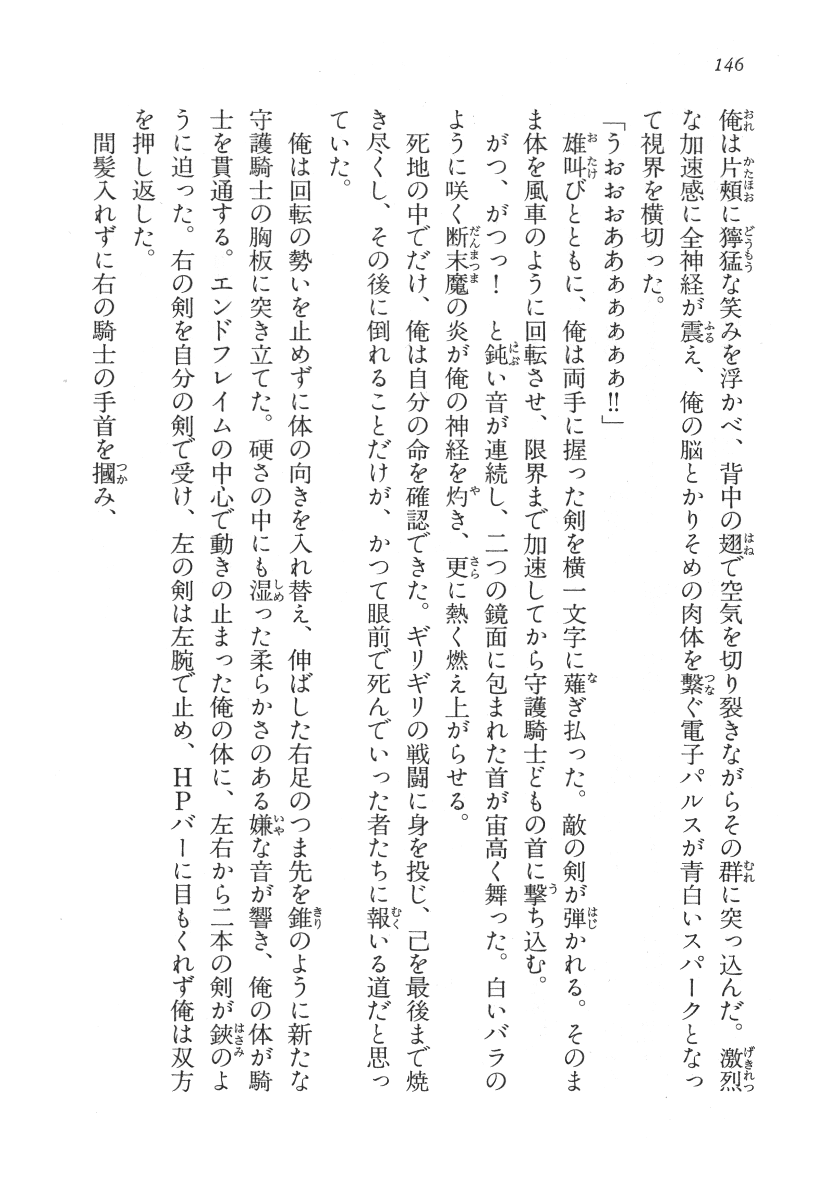 146
俺は片頰に獰猛な笑みを浮かべ、背中の翅で空気を切り裂きながらその群に突っ込んだ。激烈
な加速感に全神経が震え、俺の脳とかりそめの肉体を繫ぐ電子パルスが青白いスパークとなっ
て視界を横切った。
「うおおおあああぁぁぁぁ!!」
雄叫びとともに、俺は両手に握った剣を横一文字に薙ぎ払った。敵の剣が弾かれる。そのま
ま体を風車のように回転させ、限界まで加速してから守護騎士どもの首に撃ち込む。
がつ、がつっ！　と鈍い音が連続し、二つの鏡面に包まれた首が宙高く舞った。白いバラの
ように咲く断末魔の炎が俺の神経を灼き、更に熱く燃え上がらせる。
死地の中でだけ、俺は自分の命を確認できた。ギリギリの戦闘に身を投じ、己を最後まで焼
き尽くし、その後に倒れることだけが、かつて眼前で死んでいった者たちに報いる道だと思っ
ていた。
俺は回転の勢いを止めずに体の向きを入れ替え、伸ばした右足のつま先を錐のように新たな
守護騎士の胸板に突き立てた。硬さの中にも湿った柔らかさのある嫌な音が響き、俺の体が騎
士を貫通する。エンドフレイムの中心で動きの止まった俺の体に、左右から二本の剣が鋏のよ
うに迫った。右の剣を自分の剣で受け、左の剣は左腕で止め、HPバーに目もくれず俺は双方
を押し返した。
間髪入れずに右の騎士の手首を摑み、